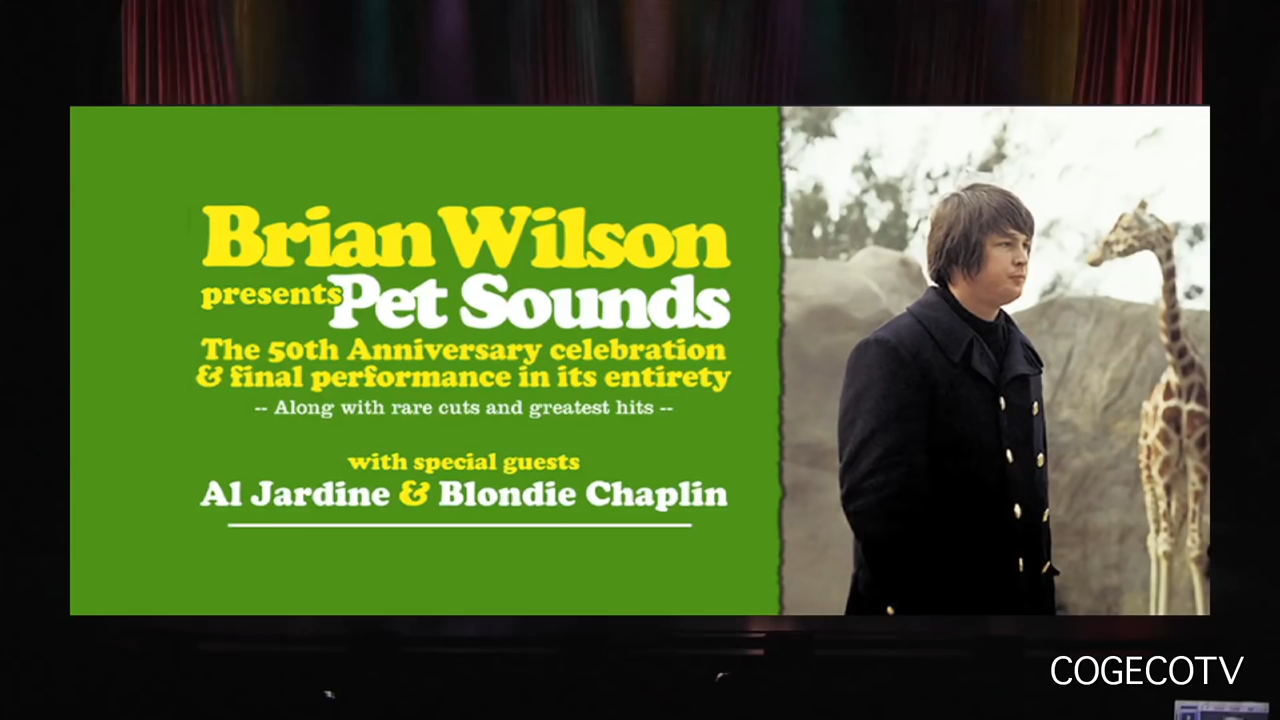 Brian Wilson
presents Pet Sounds
The 50th Anniversary celebration
& final performance in its entirety
-- Along with rare cuts and greatest hits --
with special guests
Al Jardine & Blondie Chaplin
COGECOTV